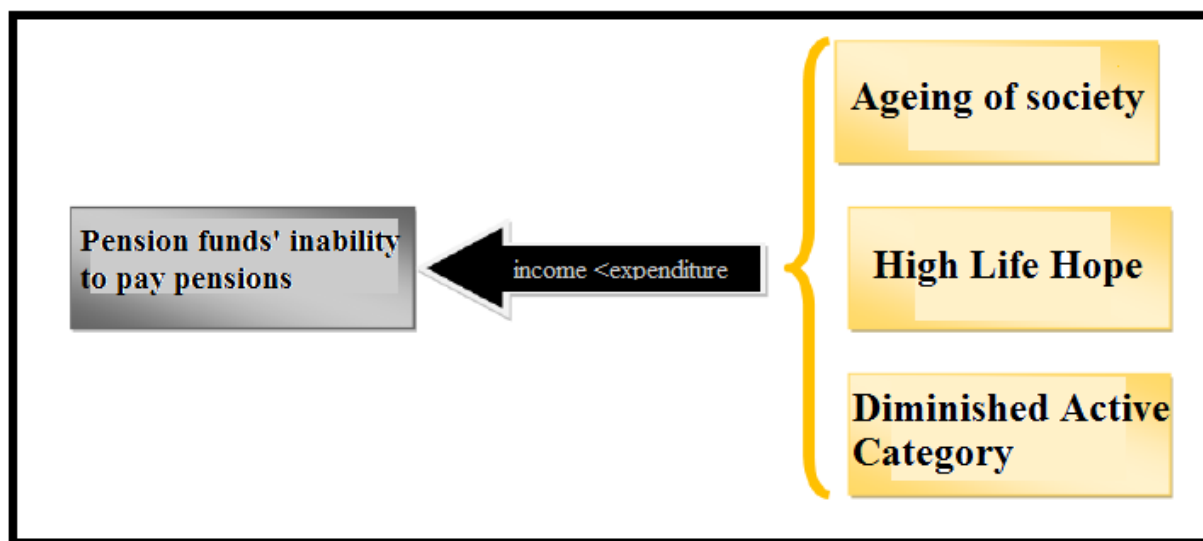 Ageing of society
Pension funds' inability
to pay pensions
income <expenditure
High Life Hope
Diminished Active
Category